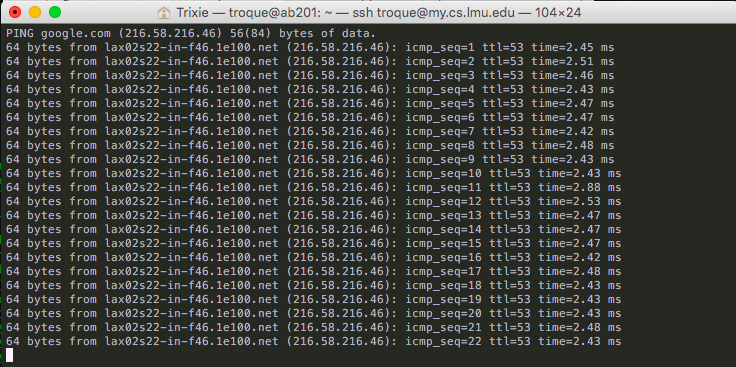 Trixie — troque@ab201: ~ — ssh troque@my.cs.lmu.edu — 104×24
PING google.com (216.58.216.46) 56(84) bytes of data.
64 bytes from lax02s22-in-f46.1e100.net (216.58.216.46): icmp_seq=1 ttl=53 time=2.45 ms
64 bytes from lax02s22-in-f46.1e100.net (216.58.216.46): icmp_seq=2 ttl=53 time=2.51 ms
64 bytes from lax02s22-in-f46.1e100.net (216.58.216.46): icmp_seq=3 ttl=53 time=2.46 ms
64 bytes from lax02s22-in-f46.1e100.net (216.58.216.46): icmp_seq=4 ttl=53 time=2.43 ms
64 bytes from lax02s22-in-f46.1e100.net (216.58.216.46): icmp_seq=5 ttl=53 time=2.47 ms
64 bytes from lax02s22-in-f46.1e100.net (216.58.216.46): icmp_seq=6 ttl=53 time=2.47 ms
64 bytes from lax02s22-in-f46.1e100.net (216.58.216.46): icmp_seq=7 ttl=53 time=2.42 ms
64 bytes from lax02s22-in-f46.1e100.net (216.58.216.46): icmp_seq=8 ttl=53 time=2.48 ms
64 bytes from lax02s22-in-f46.1e100.net (216.58.216.46): icmp_seq=9 ttl=53 time=2.43 ms
64 bytes from lax02s22-in-f46.1e100.net (216.58.216.46): icmp_seq=10 ttl=53 time=2.43 ms
64 bytes from lax02s22-in-f46.1e100.net (216.58.216.46): icmp_seq=11 ttl=53 time=2.88 ms
64 bytes from lax02s22-in-f46.1e100.net (216.58.216.46): icmp_seq=12 ttl=53 time=2.53 ms
64 bytes from lax02s22-in-f46.1e100.net (216.58.216.46): icmp_seq=13 ttl=53 time=2.47 ms
64 bytes from lax02s22-in-f46.1e100.net (216.58.216.46): icmp_seq=14 ttl=53 time=2.47 ms
64 bytes from lax02s22-in-f46.1e100.net (216.58.216.46): icmp_seq=15 ttl=53 time=2.47 ms
64 bytes from lax02s22-in-f46.1e100.net (216.58.216.46): icmp_seq=16 ttl=53 time=2.42 ms
64 bytes from lax02s22-in-f46.1e100.net (216.58.216.46): icmp_seq=17 ttl=53 time=2.48 ms
64 bytes from lax02s22-in-f46.1e100.net (216.58.216.46): icmp_seq=18 ttl=53 time=2.43 ms
64 bytes from lax02s22-in-f46.1e100.net (216.58.216.46): icmp_seq=19 ttl=53 time=2.43 ms
64 bytes from lax02s22-in-f46.1e100.net (216.58.216.46): icmp_seq=20 ttl=53 time=2.43 ms
64 bytes from lax02s22-in-f46.1e100.net (216.58.216.46): icmp_seq=21 ttl=53 time=2.48 ms
64 bytes from lax02s22-in-f46.1e100.net (216.58.216.46): icmp_seq=22 ttl=53 time=2.43 ms